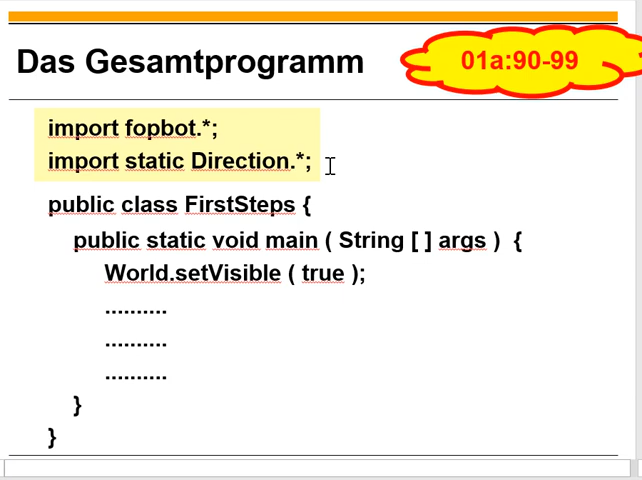 Das Gesamtprogramm
01a:90-99
import fopbot.*;
import static Direction.*;
public class FirstSteps {
public static void main ( String [ ] args ) {
World.setVisible ( true );
..........
..........
..........
}
}